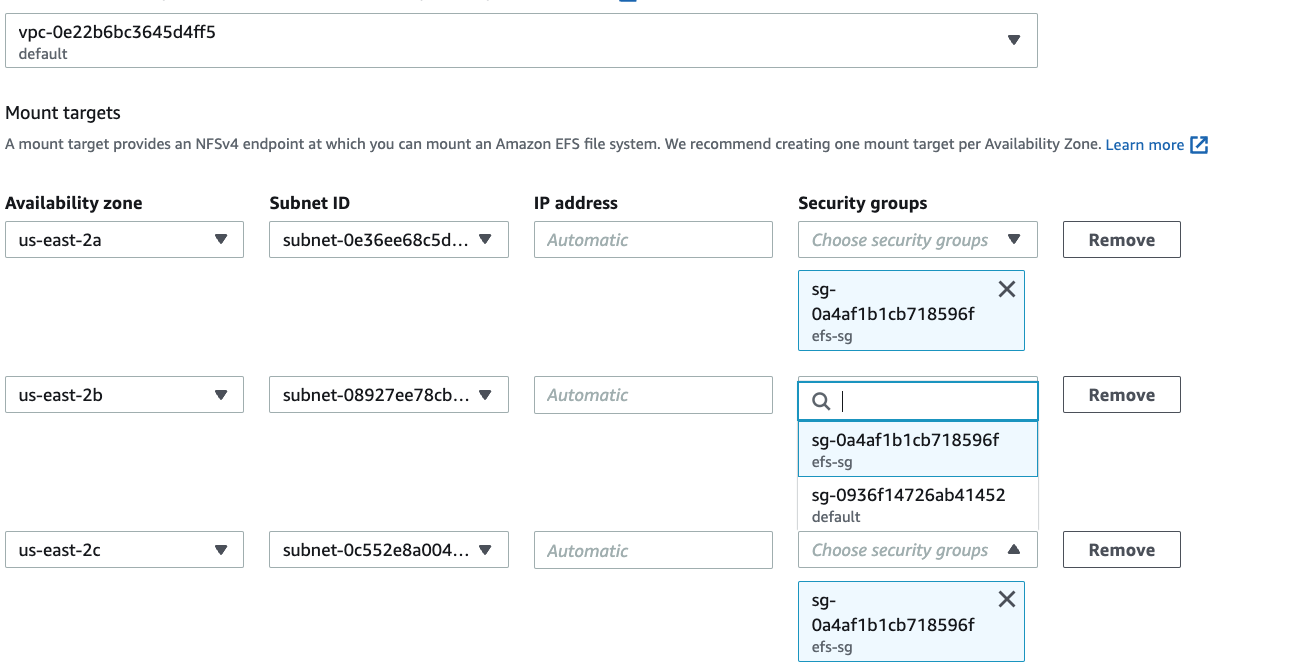 vpc-0e22b6bc3645d4ff5
default
Mount targets
A mount target provides an NFSv4 endpoint at which you can mount an Amazon EFS file system. We recommend creating one mount target per Availability Zone. Learn more
Availability zone Subnet ID IP address Security groups
us-east-2a subnet-0e36ee68c5d... Automatic Choose security groups Remove
sg-
0a4af1b1cb718596f
efs-sg
us-east-2b subnet-08927ee78cb... Automatic Remove
sg-0a4af1b1cb718596f
efs-sg
sg-0936f14726ab41452
default
us-east-2c subnet-0c552e8a004... Automatic Choose security groups Remove
sg-
0a4af1b1cb718596f
efs-sg